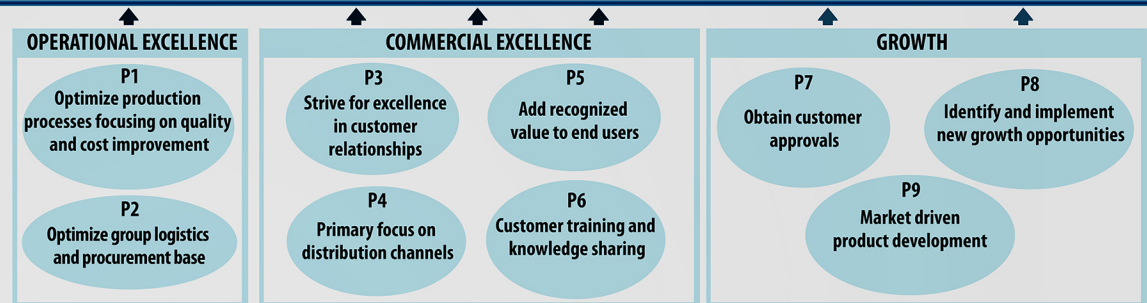 OPERATIONAL EXCELLENCE
P1
Optimize production
processes focusing on quality
and cost improvement
P2
Optimize group logistics
and procurement base
COMMERCIAL EXCELLENCE
P3
Strive for excellence
in customer
relationships
P5
Add recognized
value to end users
P4
Primary focus on
distribution channels
P6
Customer training and
knowledge sharing
GROWTH
P7
Obtain customer
approvals
P8
Identify and implement
new growth opportunities
P9
Market driven
product development